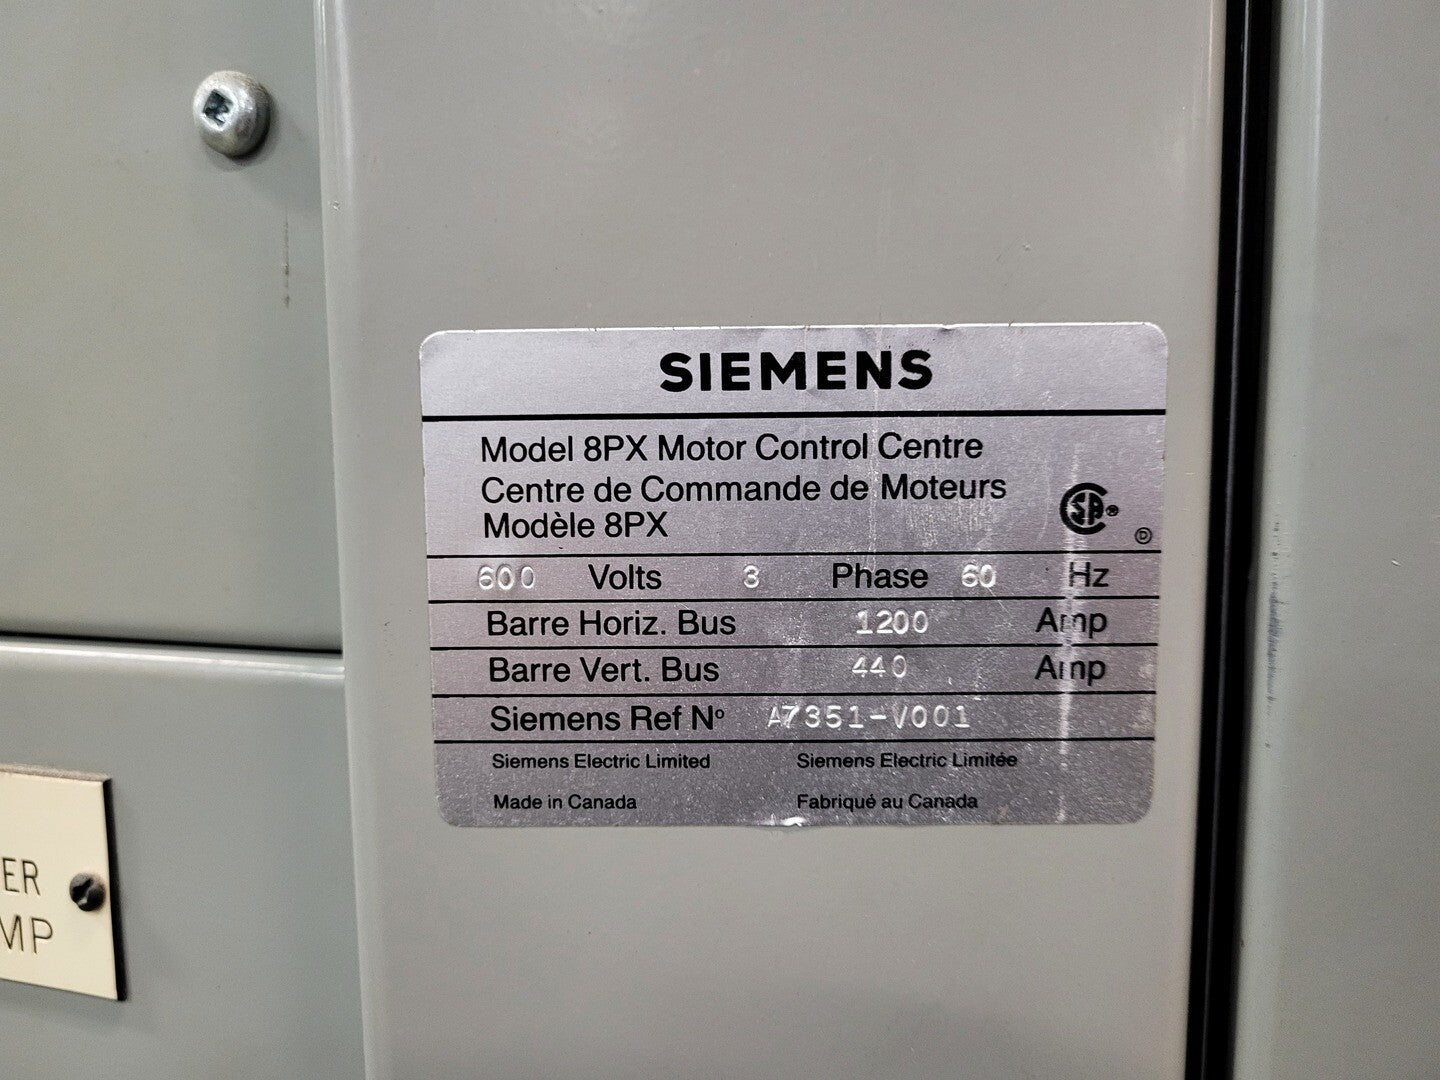 SIEMENS
Model 8PX Motor Control Centre
Centre de Commande de Moteurs
Modèle 8PX
SA®
Ⓓ
600 Volts 3 Phase 60 Hz
Barre Horiz. Bus 1200 Amp
Barre Vert. Bus 440 Amp
Siemens Ref Nº A7351-V001
Siemens Electric Limited Siemens Electric Limitée
Made in Canada Fabriqué au Canada
ER
MP